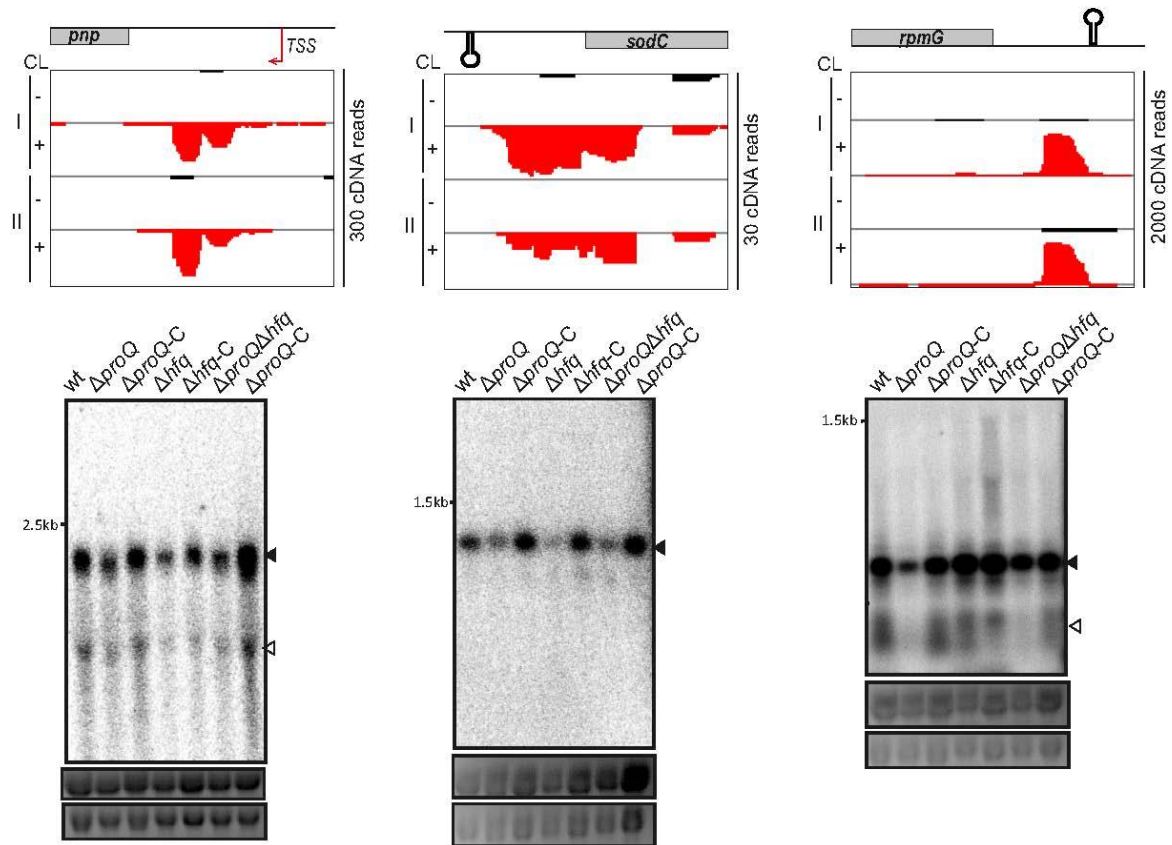 pnp
TSS
CL
I
-
+
II
-
+
300 cDNA reads
sodC
CL
I
-
+
II
-
+
30 cDNA reads
rpmG
CL
I
-
+
II
-
+
2000 cDNA reads
wt
ΔproQ
ΔproQ-C
Δhfq
Δhfq-C
ΔproQΔhfq
ΔproQ-C
2.5kb
wt
ΔproQ
ΔproQ-C
Δhfq
Δhfq-C
ΔproQΔhfq
ΔproQ-C
1.5kb
wt
ΔproQ
ΔproQ-C
Δhfq
Δhfq-C
ΔproQΔhfq
ΔproQ-C
1.5kb